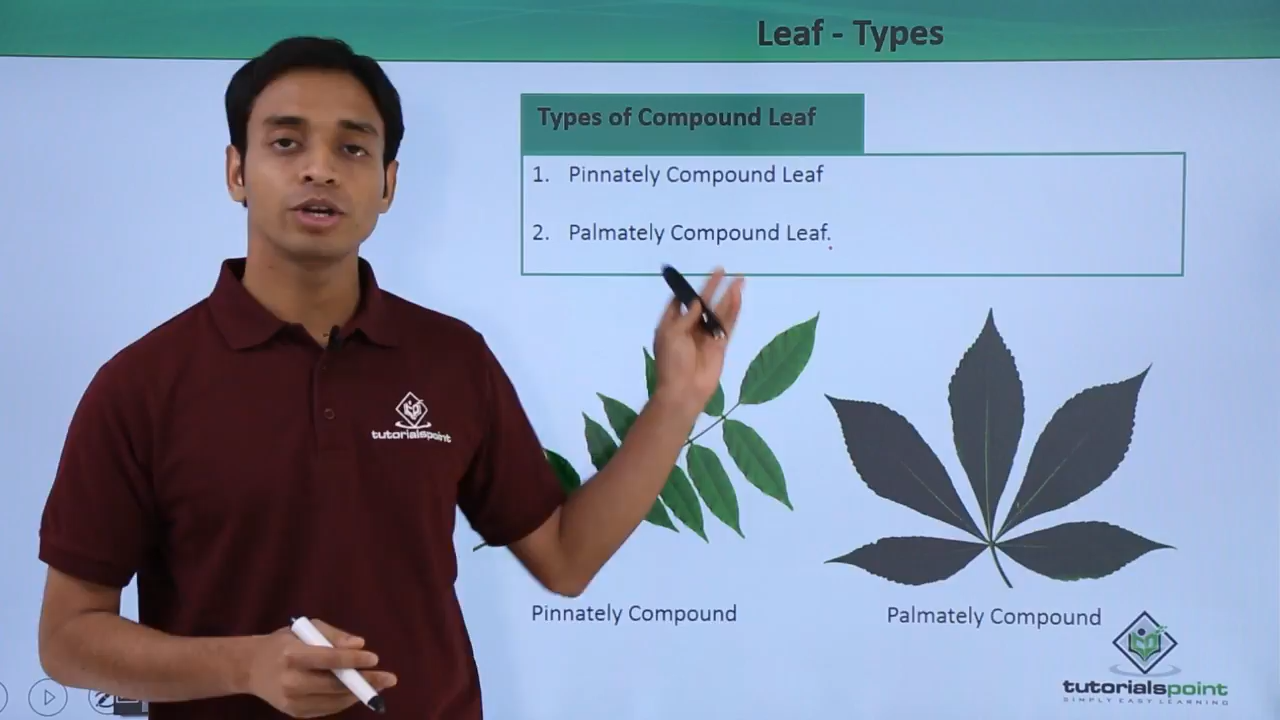 Leaf - Types
Types of Compound Leaf
1. Pinnately Compound Leaf
2. Palmately Compound Leaf.
tutorialspoint
Pinnately Compound
Palmately Compound
tutorialspoint
SIMPLY EASY LEARNING